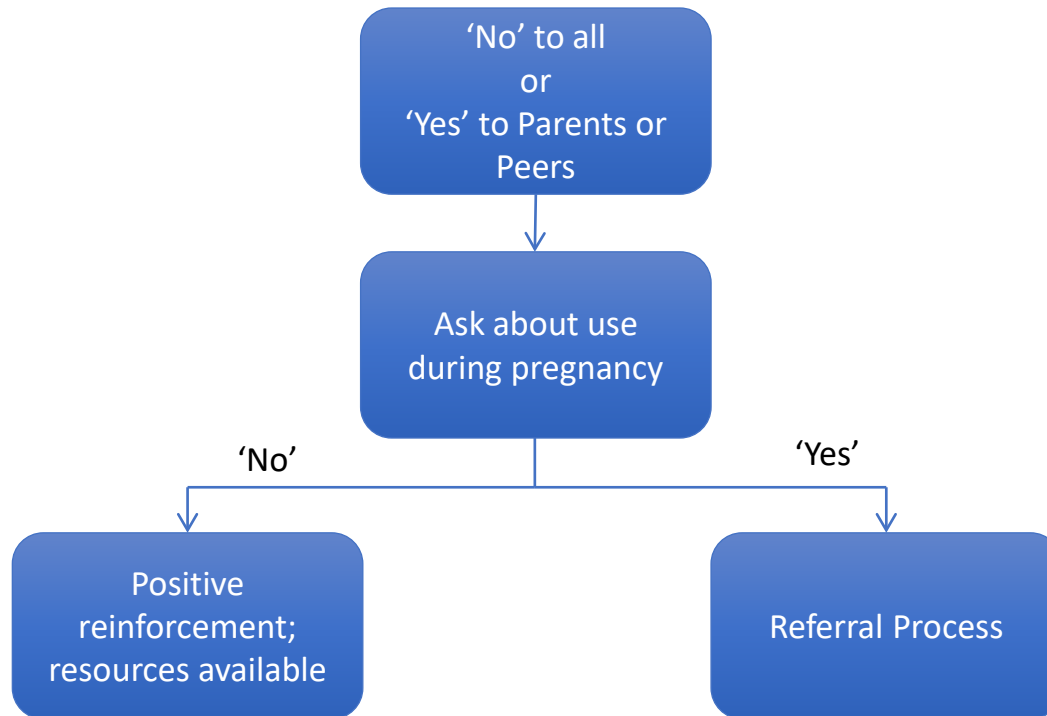 ‘No’ to all
or
‘Yes’ to Parents or
Peers
Ask about use
during pregnancy
‘No’
‘Yes’
Positive
reinforcement;
resources available
Referral Process